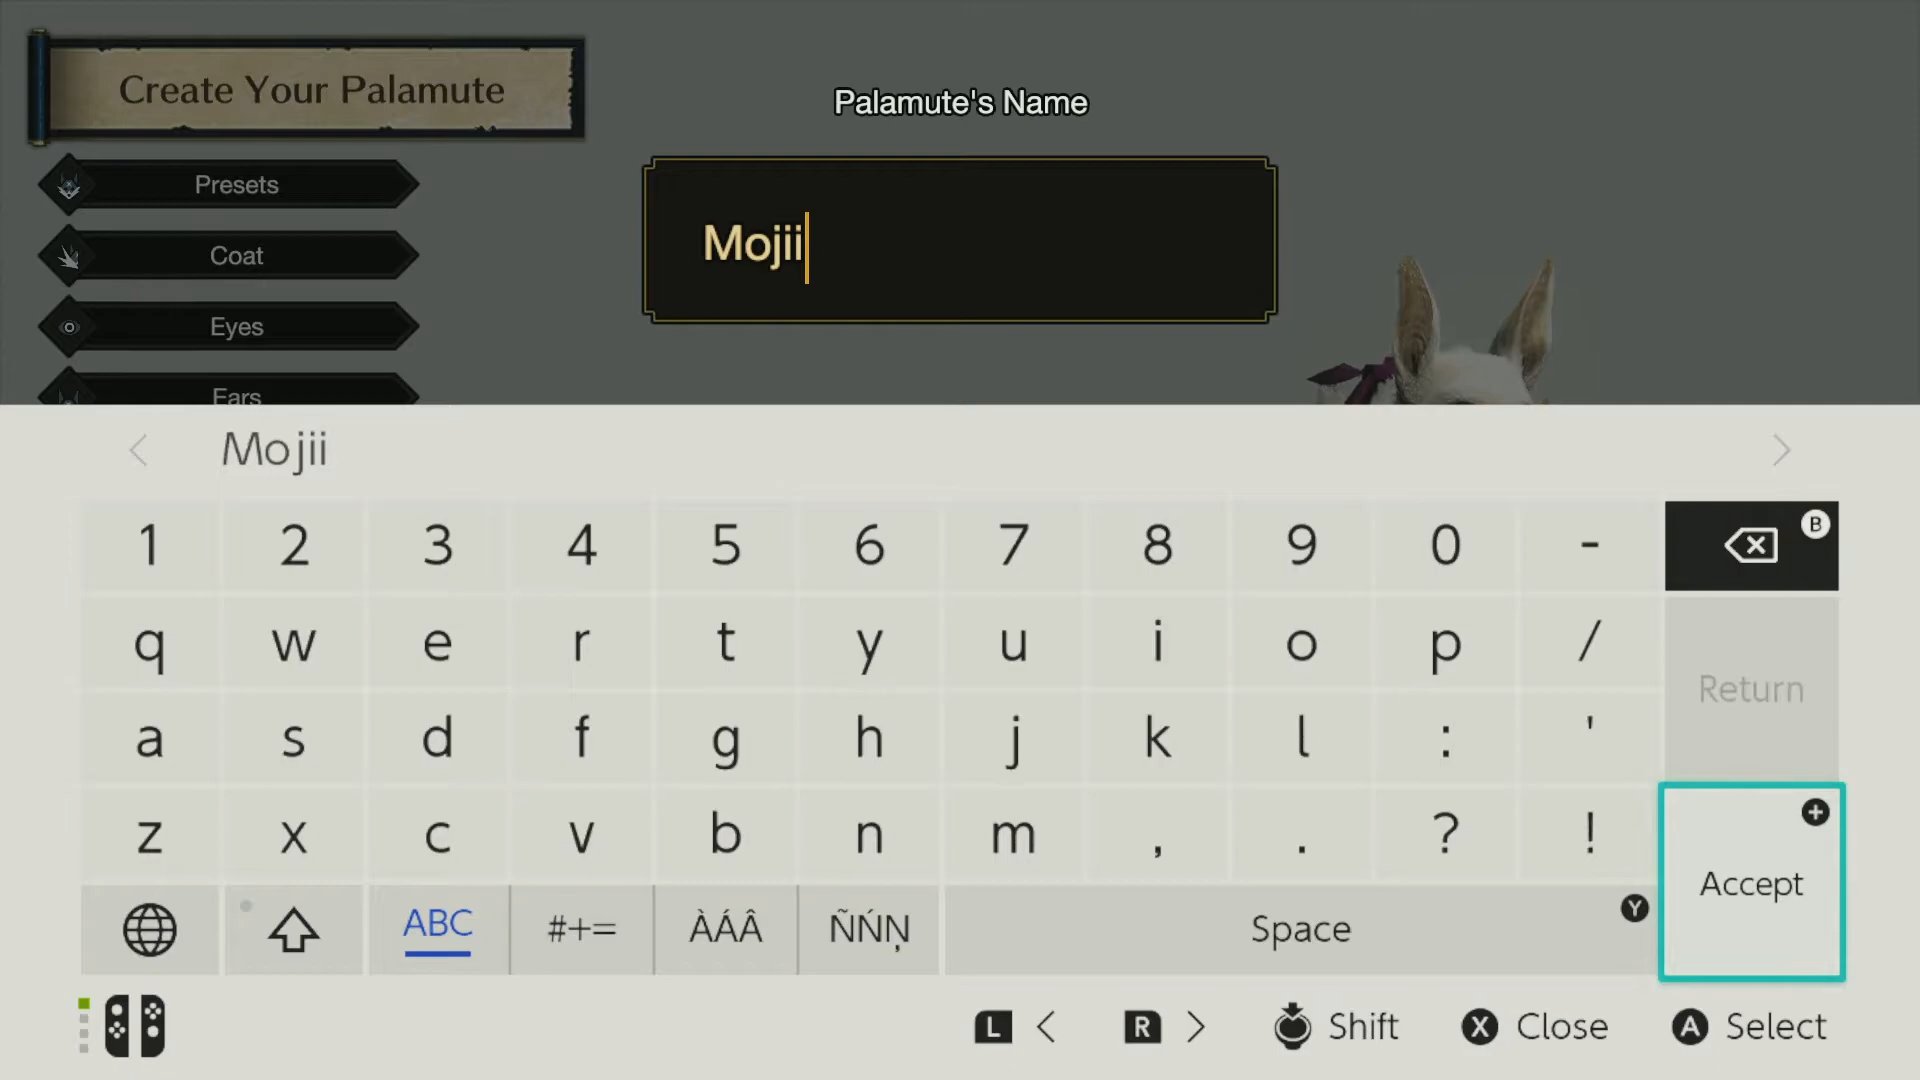 Create Your Palamute
Palamute's Name
Presets
Coat
Mojii
Eyes
Ears
< Mojii >
1 2 3 4 5 6 7 8 9 0 - B
q w e r t y u i o p / Return
a s d f g h j k l : '
z x c v b n m , . ? ! + Accept
ABC #+= ÀÁÂ ÑŃŅ Space Y
L < R > Shift X Close A Select